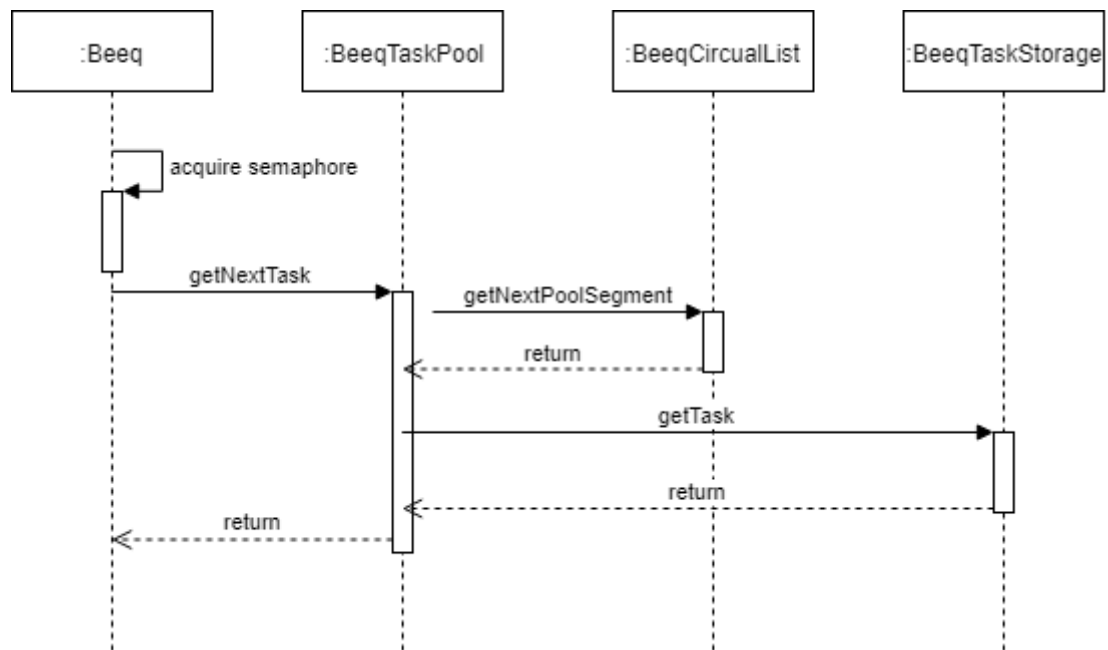 :Beeq
:BeeqTaskPool
:BeeqCircualList
:BeeqTaskStorage
acquire semaphore
getNextTask
getNextPoolSegment
return
getTask
return
return